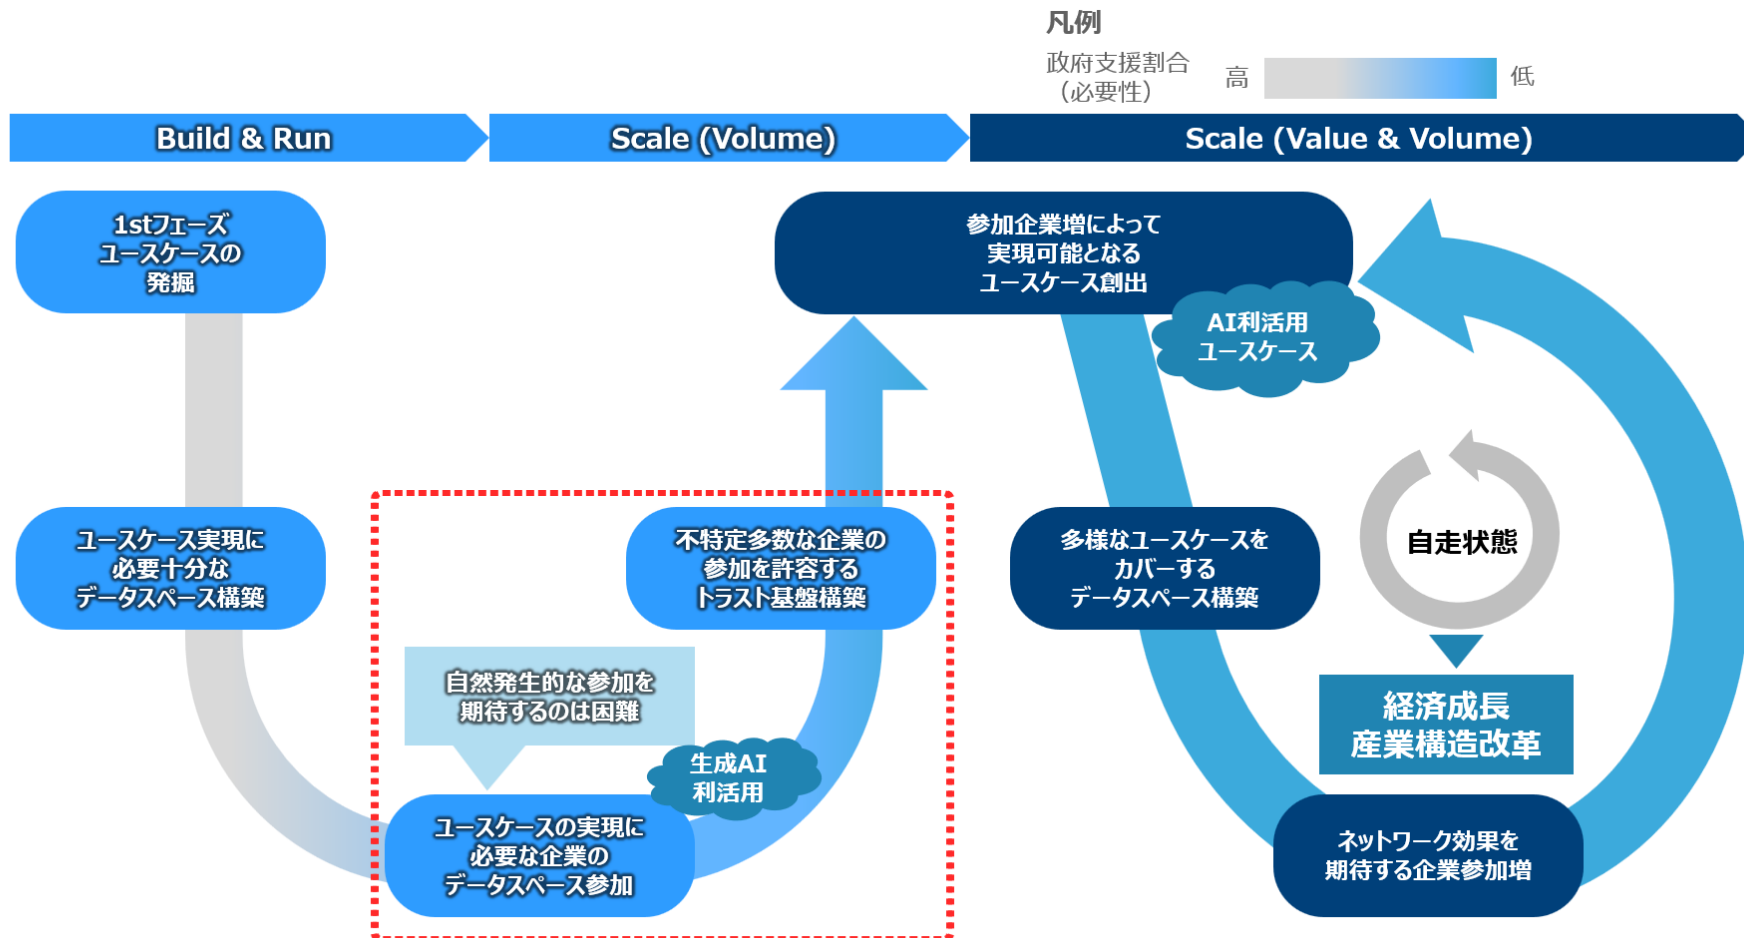 凡例
政府支援割合
（必要性）
高
低
Build & Run
Scale (Volume)
Scale (Value & Volume)
1stフェーズ
ユースケースの
発掘
ユースケース実現に
必要十分な
データスペース構築
自然発生的な参加を
期待するのは困難
生成AI
利活用
ユースケースの実現に
必要な企業の
データスペース参加
不特定多数な企業の
参加を許容する
トラスト基盤構築
参加企業増によって
実現可能となる
ユースケース創出
AI利活用
ユースケース
多様なユースケースを
カバーする
データスペース構築
自走状態
経済成長
産業構造改革
ネットワーク効果を
期待する企業参加増